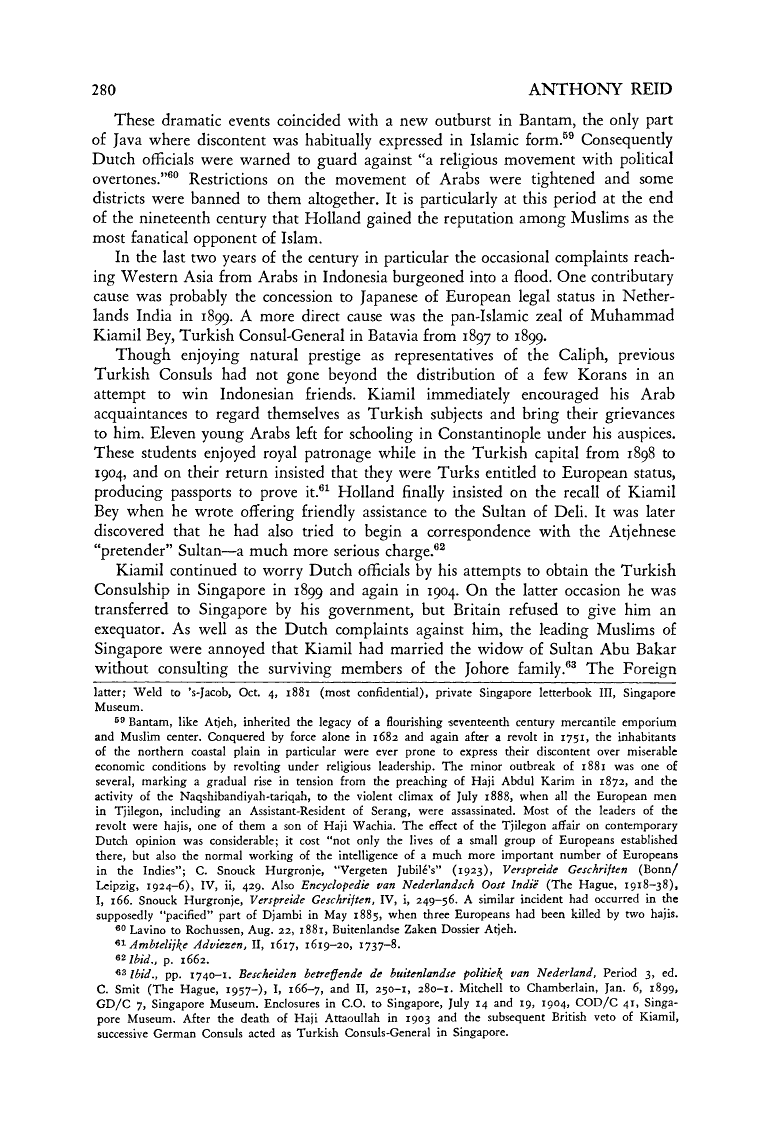 280 ANTHONY REID
These dramatic events coincided with a new outburst in Bantam, the only part
of Java where discontent was habitually expressed in Islamic form.⁵⁹ Consequently
Dutch officials were warned to guard against "a religious movement with political
overtones."⁶⁰ Restrictions on the movement of Arabs were tightened and some
districts were banned to them altogether. It is particularly at this period at the end
of the nineteenth century that Holland gained the reputation among Muslims as the
most fanatical opponent of Islam.
In the last two years of the century in particular the occasional complaints reach-
ing Western Asia from Arabs in Indonesia burgeoned into a flood. One contributary
cause was probably the concession to Japanese of European legal status in Nether-
lands India in 1899. A more direct cause was the pan-Islamic zeal of Muhammad
Kiamil Bey, Turkish Consul-General in Batavia from 1897 to 1899.
Though enjoying natural prestige as representatives of the Caliph, previous
Turkish Consuls had not gone beyond the distribution of a few Korans in an
attempt to win Indonesian friends. Kiamil immediately encouraged his Arab
acquaintances to regard themselves as Turkish subjects and bring their grievances
to him. Eleven young Arabs left for schooling in Constantinople under his auspices.
These students enjoyed royal patronage while in the Turkish capital from 1898 to
1904, and on their return insisted that they were Turks entitled to European status,
producing passports to prove it.⁶¹ Holland finally insisted on the recall of Kiamil
Bey when he wrote offering friendly assistance to the Sultan of Deli. It was later
discovered that he had also tried to begin a correspondence with the Atjehnese
"pretender" Sultan—a much more serious charge.⁶²
Kiamil continued to worry Dutch officials by his attempts to obtain the Turkish
Consulship in Singapore in 1899 and again in 1904. On the latter occasion he was
transferred to Singapore by his government, but Britain refused to give him an
exequator. As well as the Dutch complaints against him, the leading Muslims of
Singapore were annoyed that Kiamil had married the widow of Sultan Abu Bakar
without consulting the surviving members of the Johore family.⁶³ The Foreign
latter; Weld to 's-Jacob, Oct. 4, 1881 (most confidential), private Singapore letterbook III, Singapore
Museum.
⁵⁹ Bantam, like Atjeh, inherited the legacy of a flourishing seventeenth century mercantile emporium
and Muslim center. Conquered by force alone in 1682 and again after a revolt in 1751, the inhabitants
of the northern coastal plain in particular were ever prone to express their discontent over miserable
economic conditions by revolting under religious leadership. The minor outbreak of 1881 was one of
several, marking a gradual rise in tension from the preaching of Haji Abdul Karim in 1872, and the
activity of the Naqshibandiyah-tariqah, to the violent climax of July 1888, when all the European men
in Tjilegon, including an Assistant-Resident of Serang, were assassinated. Most of the leaders of the
revolt were hajis, one of them a son of Haji Wachia. The effect of the Tjilegon affair on contemporary
Dutch opinion was considerable; it cost "not only the lives of a small group of Europeans established
there, but also the normal working of the intelligence of a much more important number of Europeans
in the Indies"; C. Snouck Hurgronje, "Vergeten Jubilé's" (1923), Verspreide Geschriften (Bonn/
Leipzig, 1924–6), IV, ii, 429. Also Encyclopedie van Nederlandsch Oost Indië (The Hague, 1918–38),
I, 166. Snouck Hurgronje, Verspreide Geschriften, IV, i, 249–56. A similar incident had occurred in the
supposedly "pacified" part of Djambi in May 1885, when three Europeans had been killed by two hajis.
⁶⁰ Lavino to Rochussen, Aug. 22, 1881, Buitenlandse Zaken Dossier Atjeh.
⁶¹ Ambtelijke Adviezen, II, 1617, 1619–20, 1737–8.
⁶² Ibid., p. 1662.
⁶³ Ibid., pp. 1740–1. Bescheiden betreffende de buitenlandse politiek van Nederland, Period 3, ed.
C. Smit (The Hague, 1957–), I, 166–7, and II, 250–1, 280–1. Mitchell to Chamberlain, Jan. 6, 1899,
GD/C 7, Singapore Museum. Enclosures in C.O. to Singapore, July 14 and 19, 1904, COD/C 41, Singa-
pore Museum. After the death of Haji Attaoullah in 1903 and the subsequent British veto of Kiamil,
successive German Consuls acted as Turkish Consuls-General in Singapore.